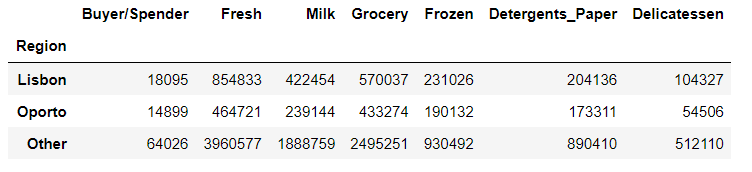 Buyer/Spender Fresh Milk Grocery Frozen Detergents_Paper Delicatessen
Region
Lisbon 18095 854833 422454 570037 231026 204136 104327
Oporto 14899 464721 239144 433274 190132 173311 54506
Other 64026 3960577 1888759 2495251 930492 890410 512110